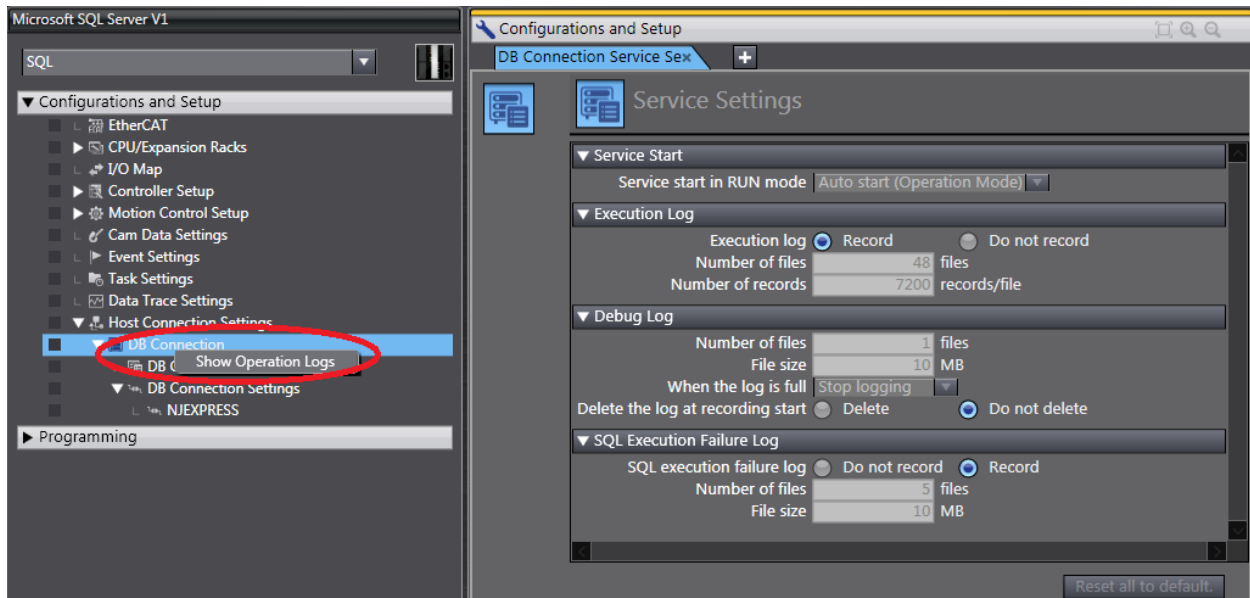 Microsoft SQL Server V1
SQL
Configurations and Setup
EtherCAT
CPU/Expansion Racks
I/O Map
Controller Setup
Motion Control Setup
Cam Data Settings
Event Settings
Task Settings
Data Trace Settings
Host Connection Settings
DB Connection
Show Operation Logs
DB
DB Connection Settings
NJEXPRESS
Programming
Configurations and Setup
DB Connection Service Se
Service Settings
Service Start
Service start in RUN mode Auto start (Operation Mode)
Execution Log
Execution log Record Do not record
Number of files 48 files
Number of records 7200 records/file
Debug Log
Number of files 1 files
File size 10 MB
When the log is full Stop logging
Delete the log at recording start Delete Do not delete
SQL Execution Failure Log
SQL execution failure log Do not record Record
Number of files 5 files
File size 10 MB
Reset all to default.